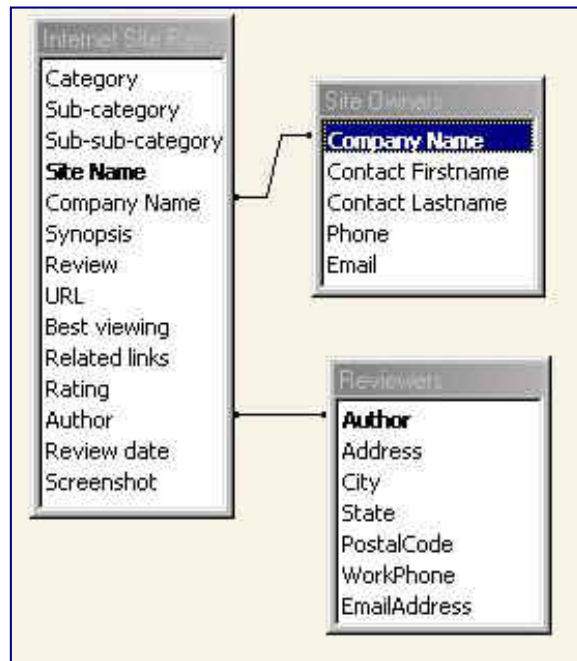 Internet Site
Category
Sub-category
Sub-sub-category
Site Name
Company Name
Synopsis
Review
URL
Best viewing
Related links
Rating
Author
Review date
Screenshot
Site Owners
Company Name
Contact Firstname
Contact Lastname
Phone
Email
Reviewers
Author
Address
City
State
PostalCode
WorkPhone
EmailAddress